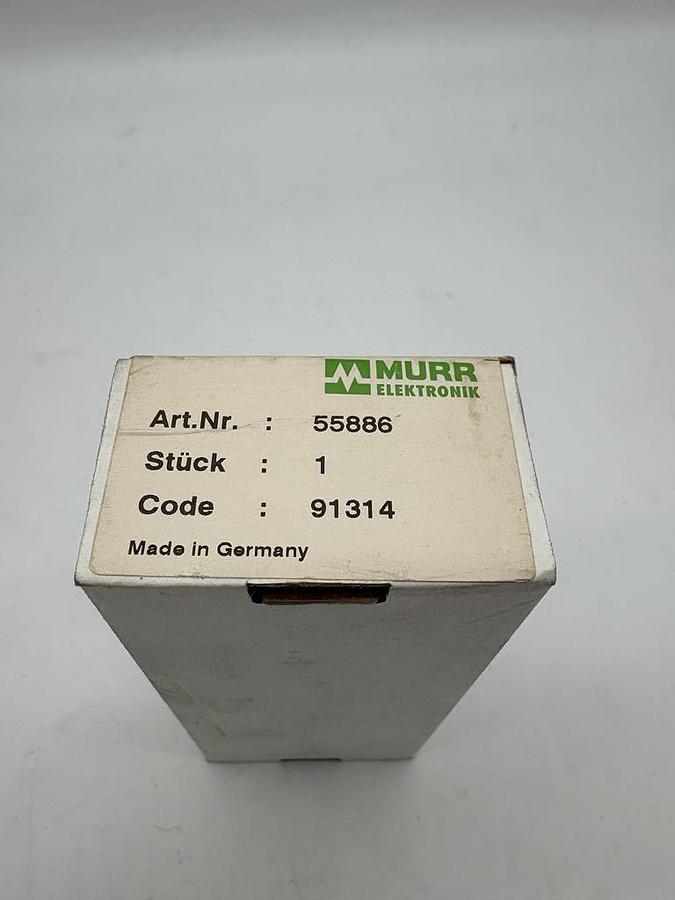 MURR
ELEKTRONIK
Art.Nr. : 55886
Stück : 1
Code : 91314
Made in Germany